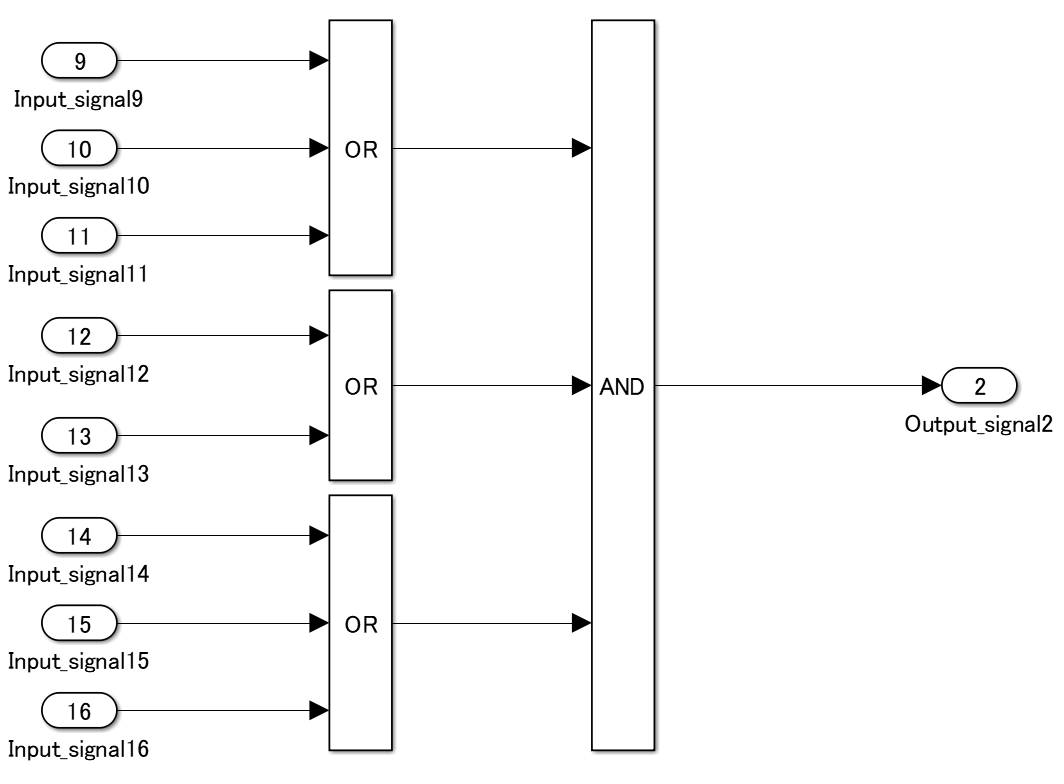 9
Input_signal9
10
Input_signal10
11
Input_signal11
OR
12
Input_signal12
13
Input_signal13
OR
14
Input_signal14
15
Input_signal15
16
Input_signal16
OR
AND
2
Output_signal2